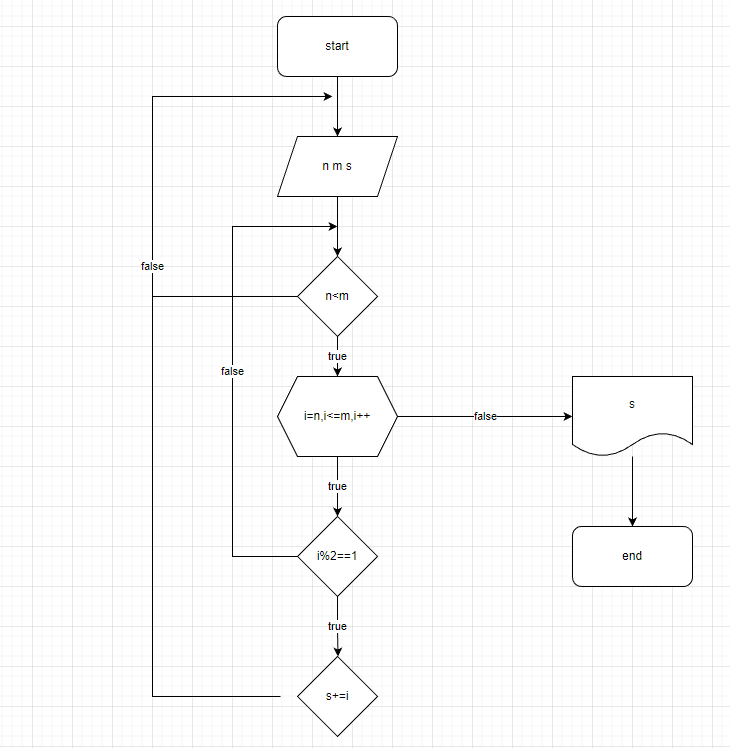 start
n m s
false
n<m
true
false
i=n,i<=m,i++
false
s
true
i%2==1
end
true
s+=i